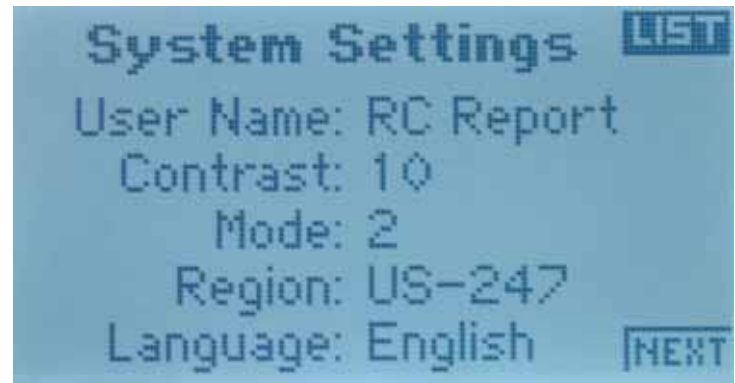 System Settings LIST
User Name: RC Report
Contrast: 10
Mode: 2
Region: US-247
Language: English NEXT